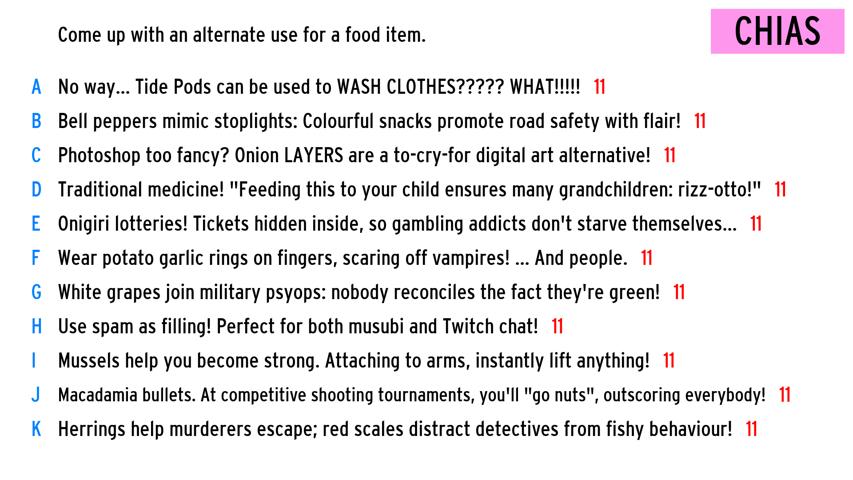 Come up with an alternate use for a food item.
CHIAS
A No way... Tide Pods can be used to WASH CLOTHES????? WHAT!!!!! 11
B Bell peppers mimic stoplights: Colourful snacks promote road safety with flair! 11
C Photoshop too fancy? Onion LAYERS are a to-cry-for digital art alternative! 11
D Traditional medicine! "Feeding this to your child ensures many grandchildren: rizz-otto!" 11
E Onigiri lotteries! Tickets hidden inside, so gambling addicts don't starve themselves... 11
F Wear potato garlic rings on fingers, scaring off vampires! ... And people. 11
G White grapes join military psyops: nobody reconciles the fact they're green! 11
H Use spam as filling! Perfect for both musubi and Twitch chat! 11
I Mussels help you become strong. Attaching to arms, instantly lift anything! 11
J Macadamia bullets. At competitive shooting tournaments, you'll "go nuts", outscoring everybody! 11
K Herrings help murderers escape; red scales distract detectives from fishy behaviour! 11